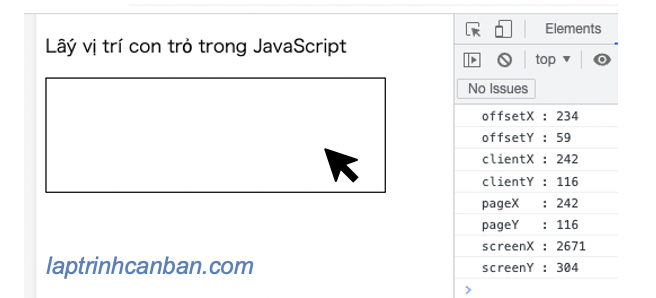 Lấy vị trí con trỏ trong JavaScript
laptrinhcanban.com
Elements
top ▼
No Issues
offsetX : 234
offsetY : 59
clientX : 242
clientY : 116
pageX : 242
pageY : 116
screenX : 2671
screenY : 304
>